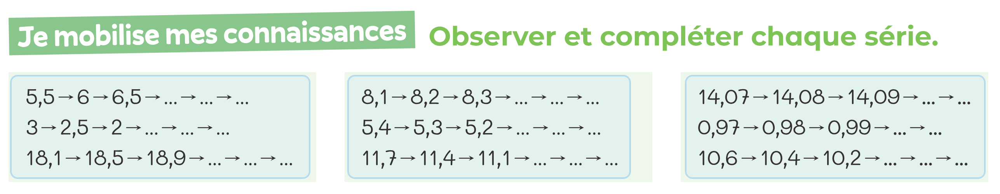 Je mobilise mes connaissances
Observer et compléter chaque série.
5,5 → 6 → 6,5 → ... → ... → ...
3 → 2,5 → 2 → ... → ... → ...
18,1 → 18,5 → 18,9 → ... → ... → ...
8,1 → 8,2 → 8,3 → ... → ... → ...
5,4 → 5,3 → 5,2 → ... → ... → ...
11,7 → 11,4 → 11,1 → ... → ... → ...
14,07 → 14,08 → 14,09 → ... → ...
0,97 → 0,98 → 0,99 → ... → ...
10,6 → 10,4 → 10,2 → ... → ... → ...